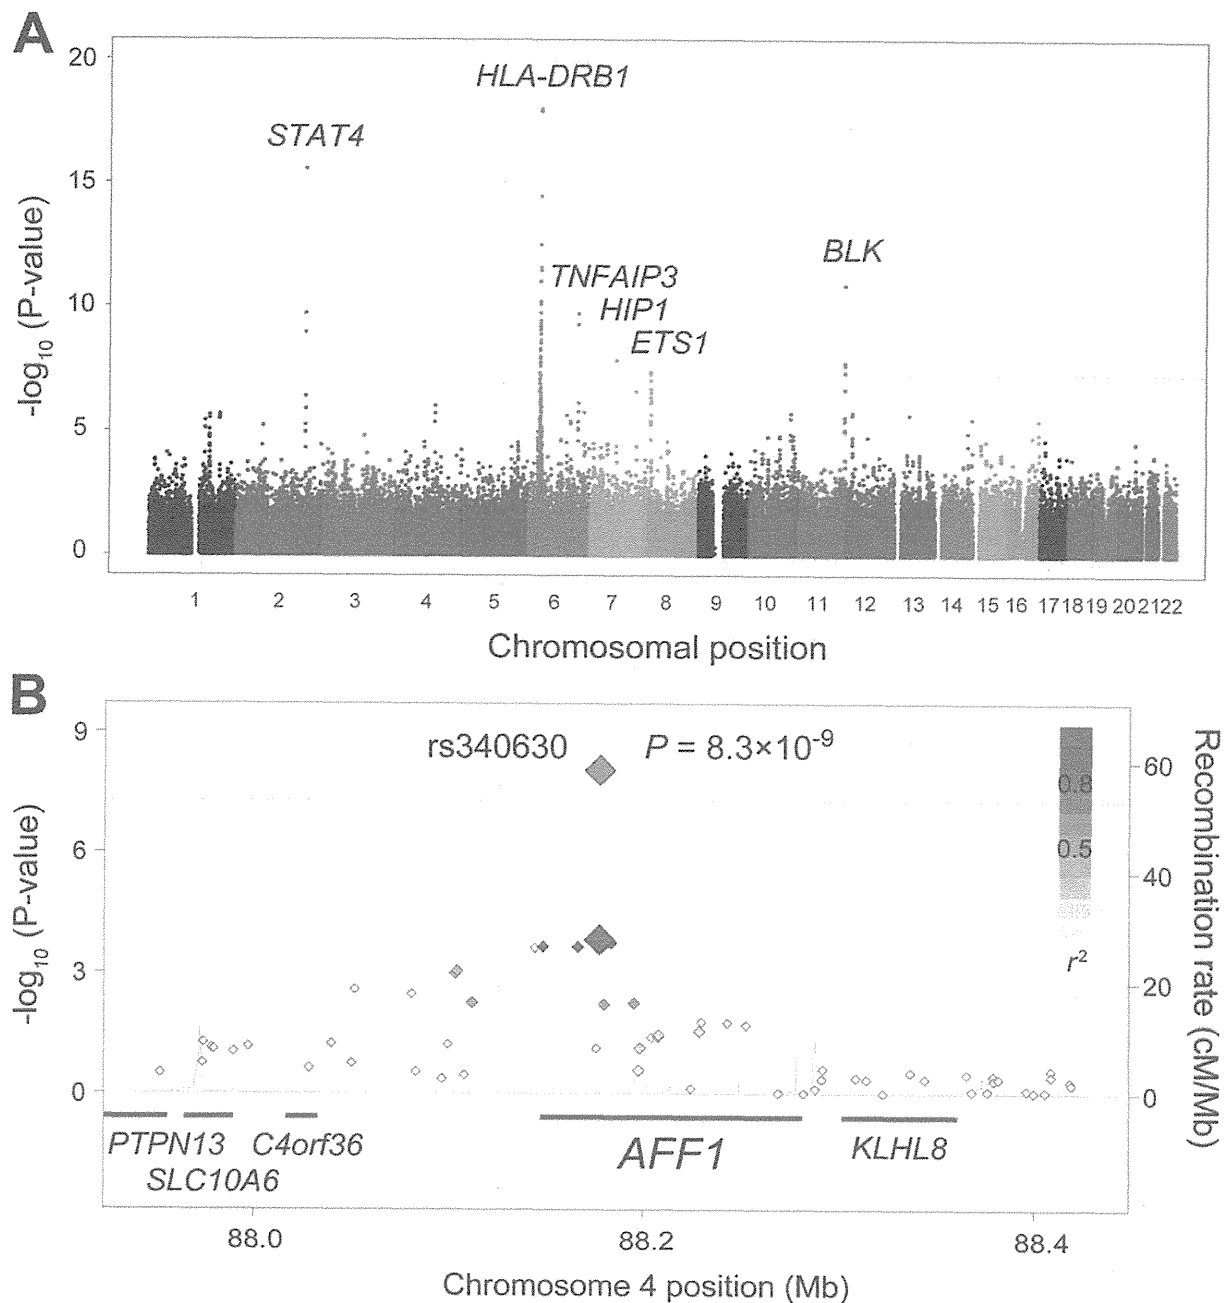 A
20
15
10
5
0
-log10 (P-value)
HLA-DRB1
STAT4
TNFAIP3
HIP1
ETS1
BLK
1 2 3 4 5 6 7 8 9 10 11 12 13 14 15 16 17 18 19 20 21 22
Chromosomal position
B
9
6
3
0
-log10 (P-value)
rs340630 P = 8.3×10-9
0.8
0.5
r2
60
40
20
0
Recombination rate (cM/Mb)
PTPN13 C4orf36 AFF1 KLHL8
SLC10A6
88.0 88.2 88.4
Chromosome 4 position (Mb)